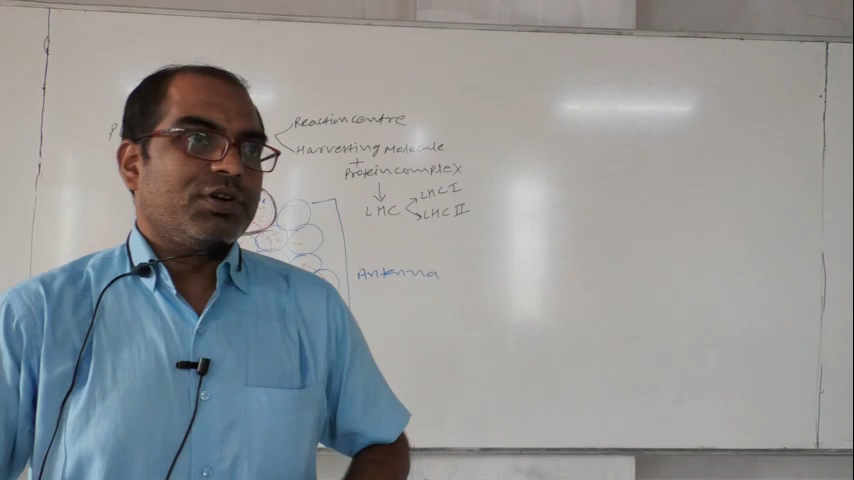 Reaction centre
Harvesting Molecule
+
Protein complex
LHC I
LHC
LHC II
Antenna